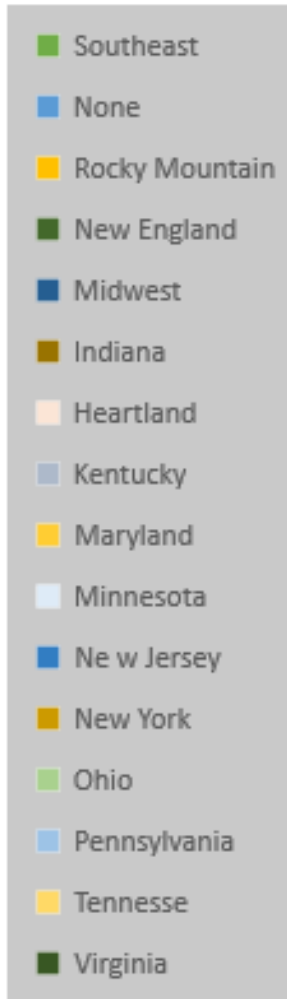 Southeast
None
Rocky Mountain
New England
Midwest
Indiana
Heartland
Kentucky
Maryland
Minnesota
Ne w Jersey
New York
Ohio
Pennsylvania
Tennesse
Virginia